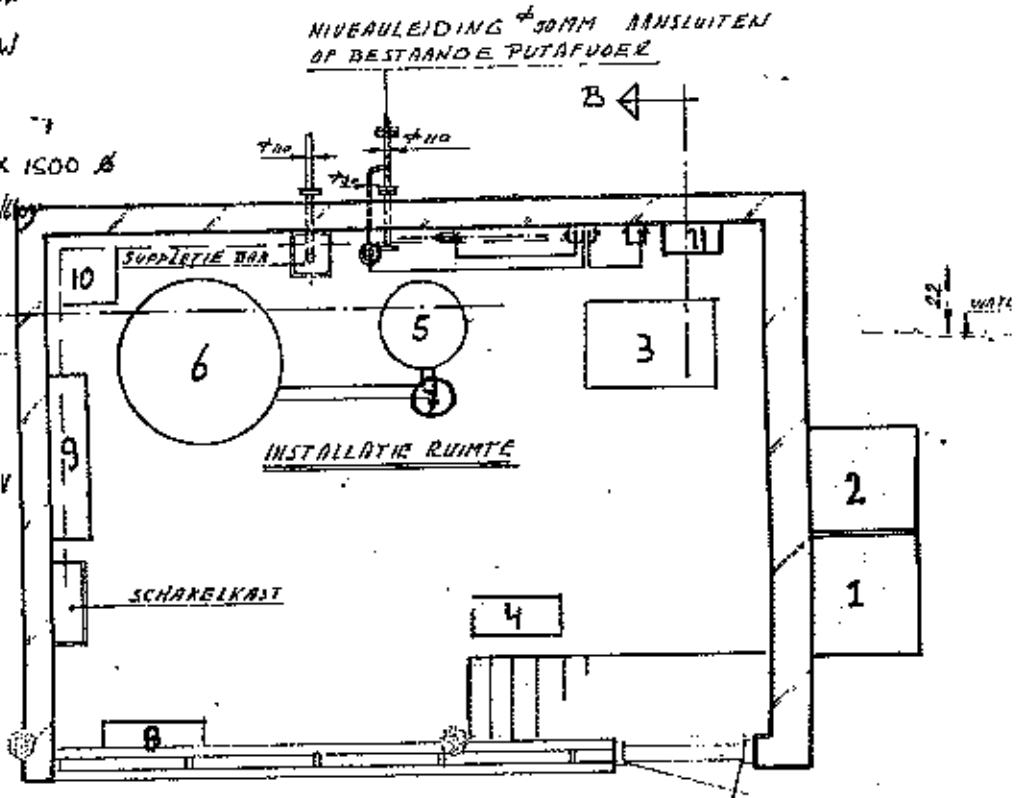 NIVEAULEIDING ⌀50MM AANSLUITEN
OP BESTAANDE PUTAFVOER
B
X 1500 ⌀
⌀110
⌀110
SUPPLETIE BAK
10
11
6
5
3
22
9
INSTALLATIE RUIMTE
2
1
SCHAKELKAST
4
8